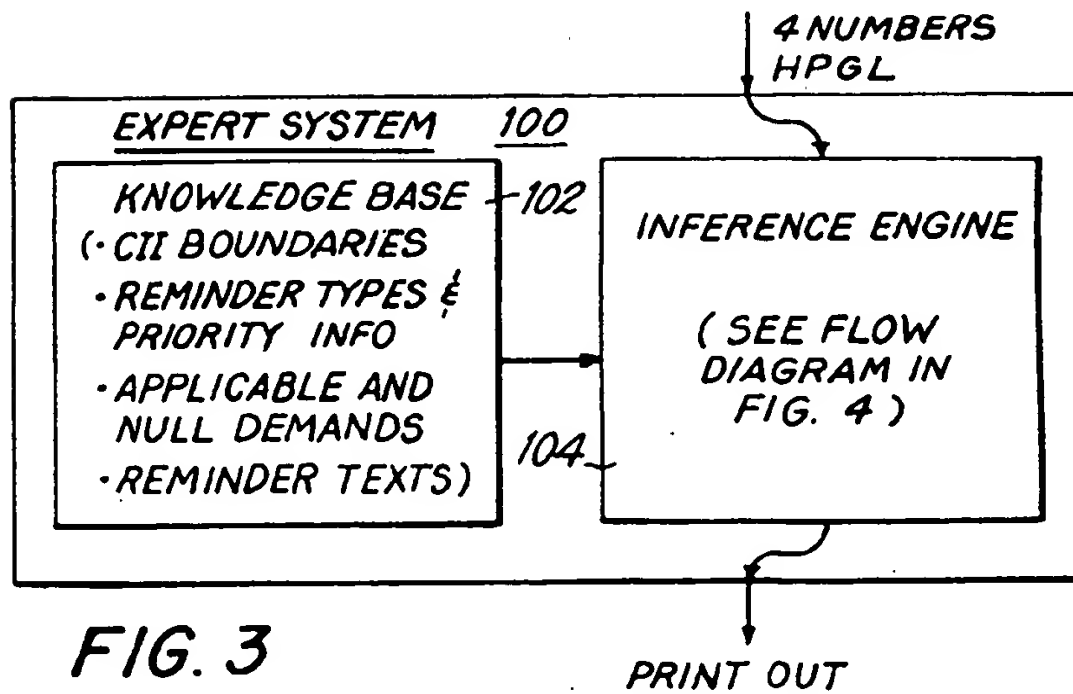 4 NUMBERS
HPGL
EXPERT SYSTEM 100
KNOWLEDGE BASE 102
(· CII BOUNDARIES
· REMINDER TYPES &
PRIORITY INFO
· APPLICABLE AND
NULL DEMANDS
· REMINDER TEXTS)
INFERENCE ENGINE
(SEE FLOW
DIAGRAM IN
FIG. 4)
104
FIG. 3
PRINT OUT